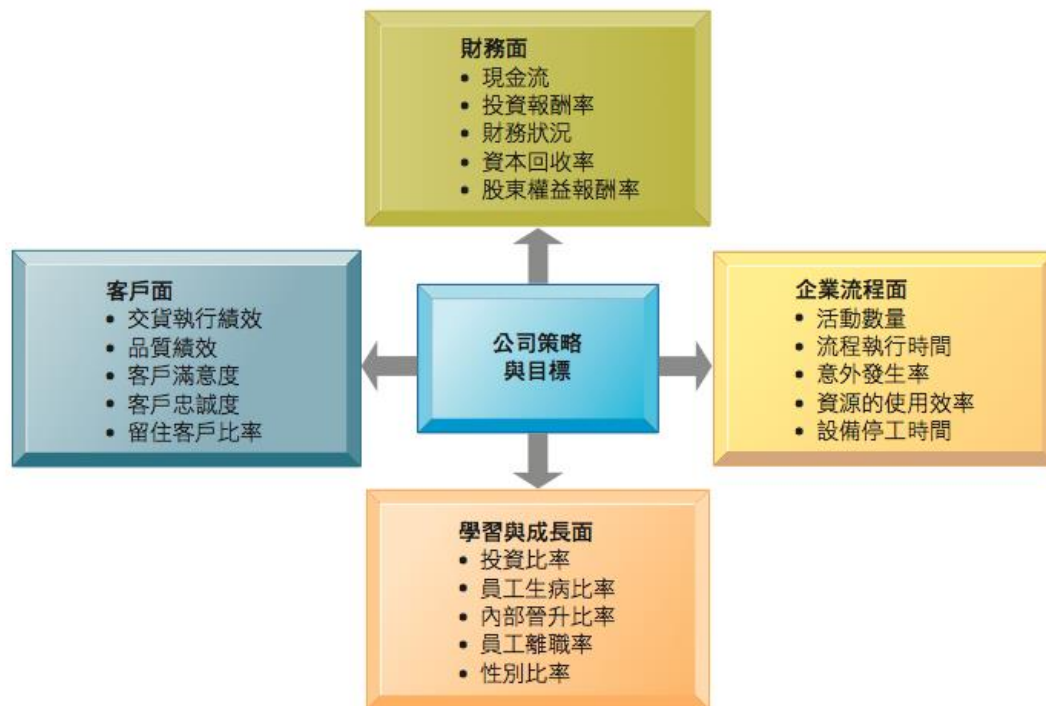 財務面
• 現金流
• 投資報酬率
• 財務狀況
• 資本回收率
• 股東權益報酬率
客戶面
• 交貨執行績效
• 品質績效
• 客戶滿意度
• 客戶忠誠度
• 留住客戶比率
公司策略
與目標
企業流程面
• 活動數量
• 流程執行時間
• 意外發生率
• 資源的使用效率
• 設備停工時間
學習與成長面
• 投資比率
• 員工生病比率
• 內部晉升比率
• 員工離職率
• 性別比率